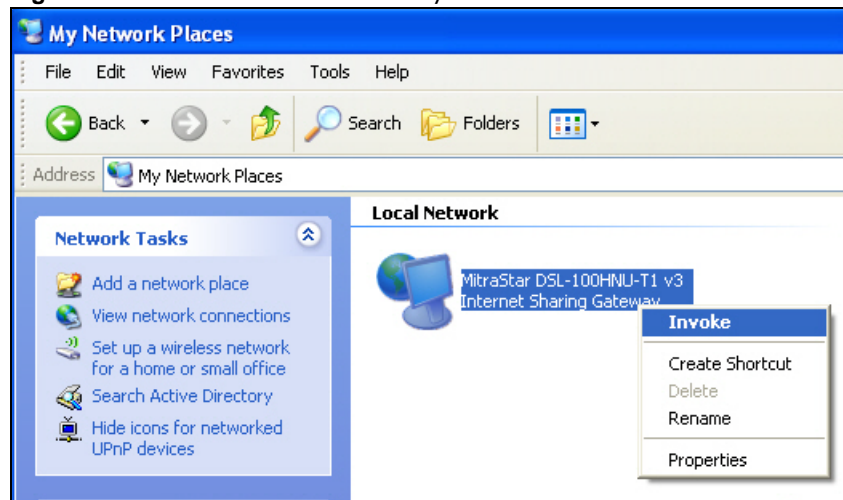 My Network Places
File Edit View Favorites Tools Help
Back Search Folders
Address My Network Places
Network Tasks
Add a network place
View network connections
Set up a wireless network
for a home or small office
Search Active Directory
Hide icons for networked
UPnP devices
Local Network
MitraStar DSL-100HNU-T1 v3
Internet Sharing Gateway
Invoke
Create Shortcut
Delete
Rename
Properties